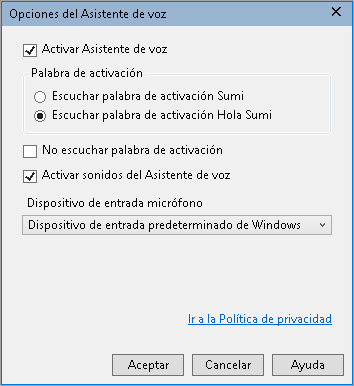 Opciones del Asistente de voz
Activar Asistente de voz
Palabra de activación
Escuchar palabra de activación Sumi
Escuchar palabra de activación Hola Sumi
No escuchar palabra de activación
Activar sonidos del Asistente de voz
Dispositivo de entrada micrófono
Dispositivo de entrada predeterminado de Windows
Ir a la Política de privacidad
Aceptar Cancelar Ayuda